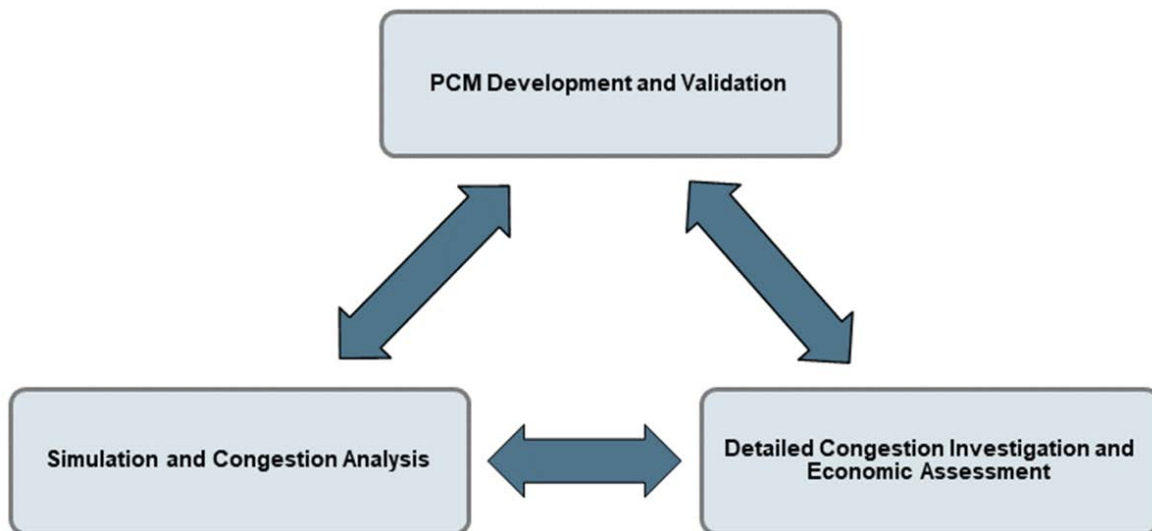 PCM Development and Validation
Simulation and Congestion Analysis
Detailed Congestion Investigation and
Economic Assessment